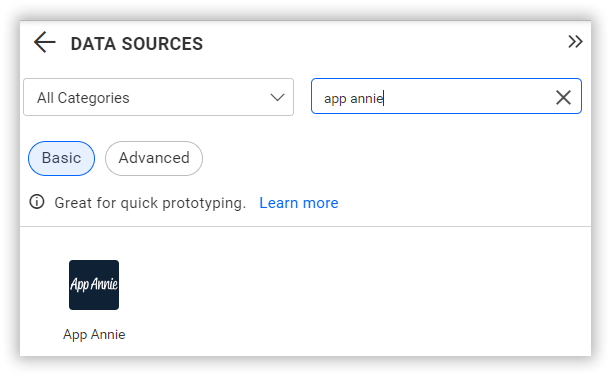 DATA SOURCES
All Categories
app annie
Basic
Advanced
Great for quick prototyping. Learn more
App Annie
App Annie